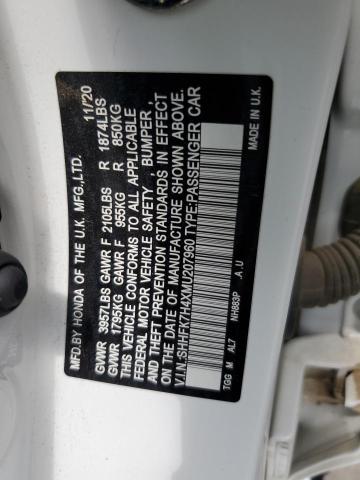 MFD.BY HONDA OF THE U.K. MFG.,LTD. 11/20
GVWR 3957LBS GAWR F 2105LBS R 1874LBS
GVWR 1795KG GAWR F 955KG R 850KG
THIS VEHICLE CONFORMS TO ALL APPLICABLE
FEDERAL MOTOR VEHICLE SAFETY, BUMPER,
& THEFT PREVENTION STANDARDS IN EFFECT
ON THE DATE OF MANUFACTURE SHOWN ABOVE.
V.I.N.:SHHFK7H4XMU207960 TYPE:PASSENGER CAR
TGG M AL7 NH883P .A .U MADE IN U.K.